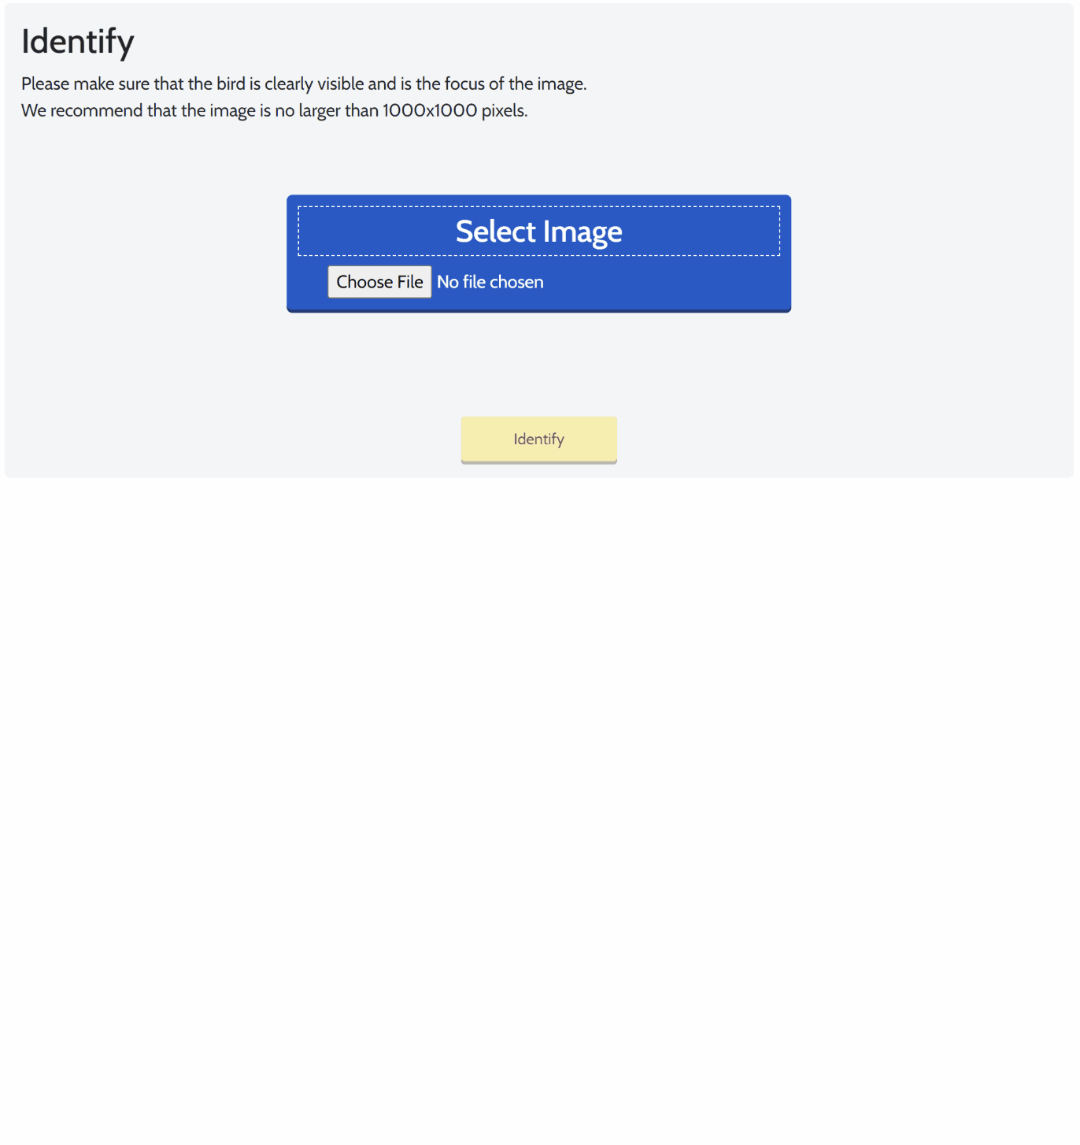 Identify
Please make sure that the bird is clearly visible and is the focus of the image.
We recommend that the image is no larger than 1000x1000 pixels.
Select Image
Choose File No file chosen
Identify